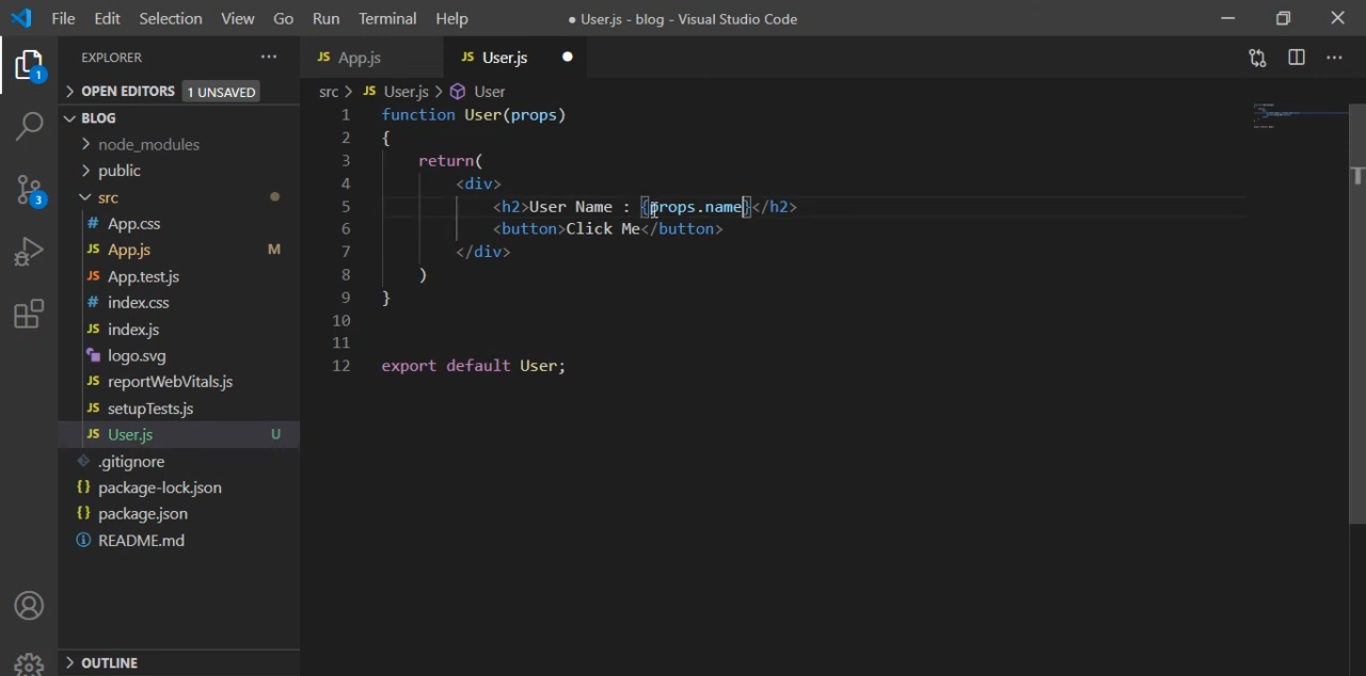 File Edit Selection View Go Run Terminal Help ● User.js - blog - Visual Studio Code
EXPLORER ...
JS App.js JS User.js ●
1
OPEN EDITORS 1 UNSAVED
src > JS User.js > User
BLOG
node_modules
public
src
# App.css
JS App.js M
JS App.test.js
# index.css
JS index.js
logo.svg
JS reportWebVitals.js
JS setupTests.js
JS User.js U
.gitignore
{} package-lock.json
{} package.json
README.md
OUTLINE
3
1 function User(props)
2 {
3 return(
4 <div>
5 <h2>User Name : {props.name}</h2>
6 <button>Click Me</button>
7 </div>
8 )
9 }
10
11
12 export default User;